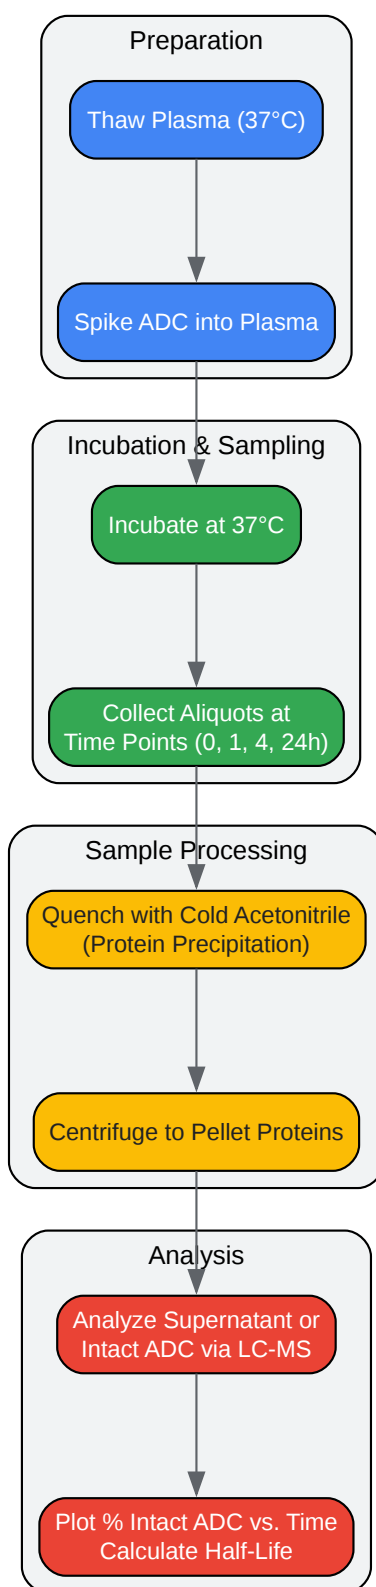 Preparation
Thaw Plasma (37°C)
Spike ADC into Plasma
Incubation & Sampling
Incubate at 37°C
Collect Aliquots at
Time Points (0, 1, 4, 24h)
Sample Processing
Quench with Cold Acetonitrile
(Protein Precipitation)
Centrifuge to Pellet Proteins
Analysis
Analyze Supernatant or
Intact ADC via LC-MS
Plot % Intact ADC vs. Time
Calculate Half-Life